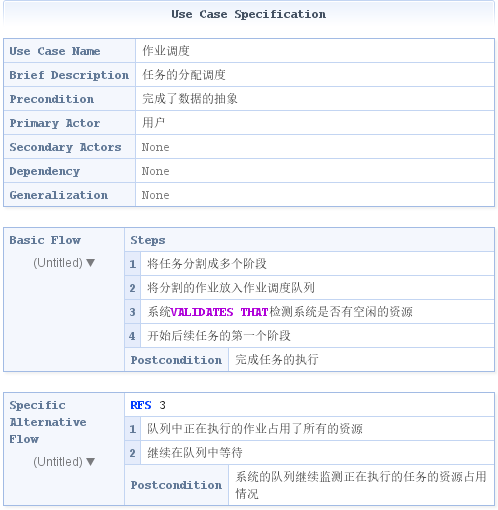 Use Case Specification
Use Case Name 作业调度
Brief Description 任务的分配调度
Precondition 完成了数据的抽象
Primary Actor 用户
Secondary Actors None
Dependency None
Generalization None
Basic Flow Steps
(Untitled) ▼
1 将任务分割成多个阶段
2 将分割的作业放入作业调度队列
3 系统VALIDATES THAT检测系统是否有空闲的资源
4 开始后续任务的第一个阶段
Postcondition 完成任务的执行
Specific Alternative Flow RFS 3
(Untitled) ▼
1 队列中正在执行的作业占用了所有的资源
2 继续在队列中等待
Postcondition 系统的队列继续监测正在执行的任务的资源占用
情况